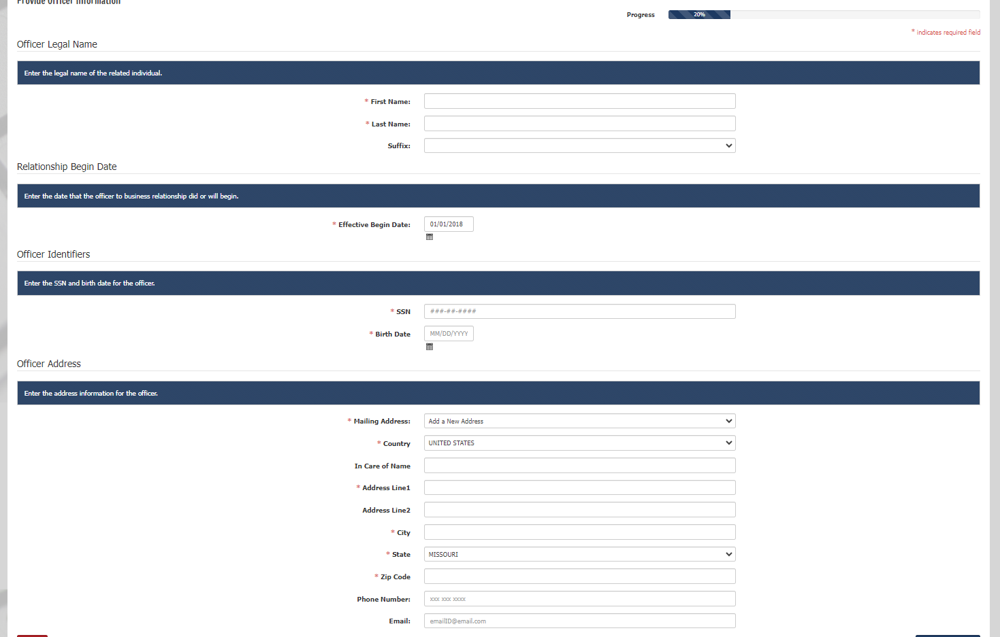 Provide Officer Information
Progress 20%
* indicates required field
Officer Legal Name
Enter the legal name of the related individual.
* First Name:
* Last Name:
Suffix:
Relationship Begin Date
Enter the date that the officer to business relationship did or will begin.
* Effective Begin Date: 01/01/2018
Officer Identifiers
Enter the SSN and birth date for the officer.
* SSN ###-##-####
* Birth Date MM/DD/YYYY
Officer Address
Enter the address information for the officer.
* Mailing Address: Add a New Address
* Country UNITED STATES
In Care of Name
* Address Line1
Address Line2
* City
* State MISSOURI
* Zip Code
Phone Number: xxx xxx xxxx
Email: emailID@email.com